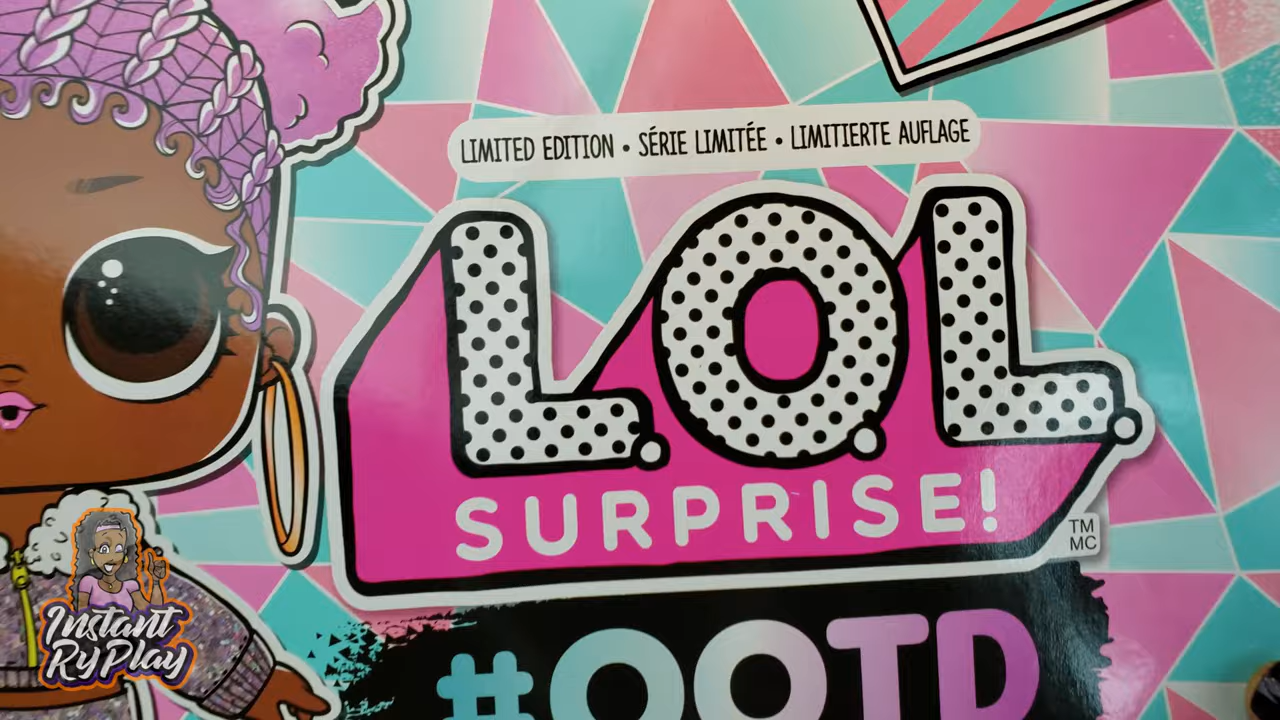 LIMITED EDITION • SÉRIE LIMITÉE • LIMITIERTE AUFLAGE
L.O.L.
SURPRISE!
TM
MC
#OOTD
Instant
RyPlay